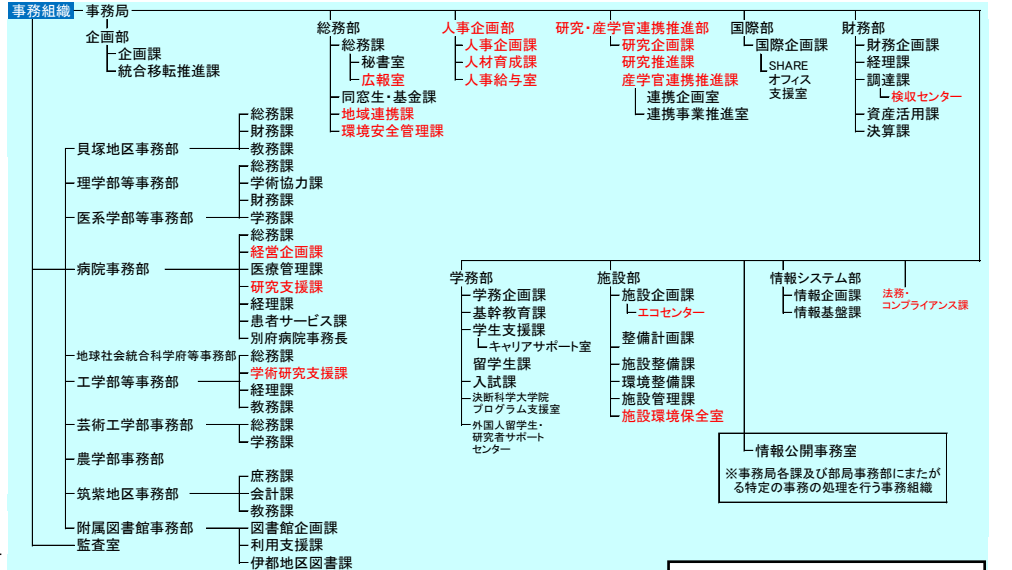 事務組織
事務局
企画部
企画課
統合移転推進課
総務部
総務課
秘書室
広報室
同窓生・基金課
地域連携課
環境安全管理課
人事企画部
人事企画課
人材育成課
人事給与室
研究・産学官連携推進部
研究企画課
研究推進課
産学官連携推進課
連携企画室
連携事業推進室
国際部
国際企画課
SHARE
オフィス
支援室
財務部
財務企画課
経理課
調達課
検収センター
資産活用課
決算課
貝塚地区事務部
総務課
財務課
教務課
理学部等事務部
医系学部等事務部
総務課
学術協力課
財務課
学務課
病院事務部
総務課
経営企画課
医療管理課
研究支援課
経理課
患者サービス課
別府病院事務長
地球社会統合科学府等事務部
工学部等事務部
総務課
学術研究支援課
経理課
教務課
芸術工学部事務部
総務課
学務課
農学部事務部
筑紫地区事務部
庶務課
会計課
教務課
附属図書館事務部
図書館企画課
利用支援課
伊都地区図書課
監査室
学務部
学務企画課
基幹教育課
学生支援課
キャリアサポート室
留学生課
入試課
決断科学大学院
プログラム支援室
外国人留学生・
研究者サポート
センター
施設部
施設企画課
エコセンター
整備計画課
施設整備課
環境整備課
施設管理課
施設環境保全室
情報システム部
情報企画課
情報基盤課
法務・
コンプライアンス課
情報公開事務室
※事務局各課及び部局事務部にまたが
る特定の事務の処理を行う事務組織